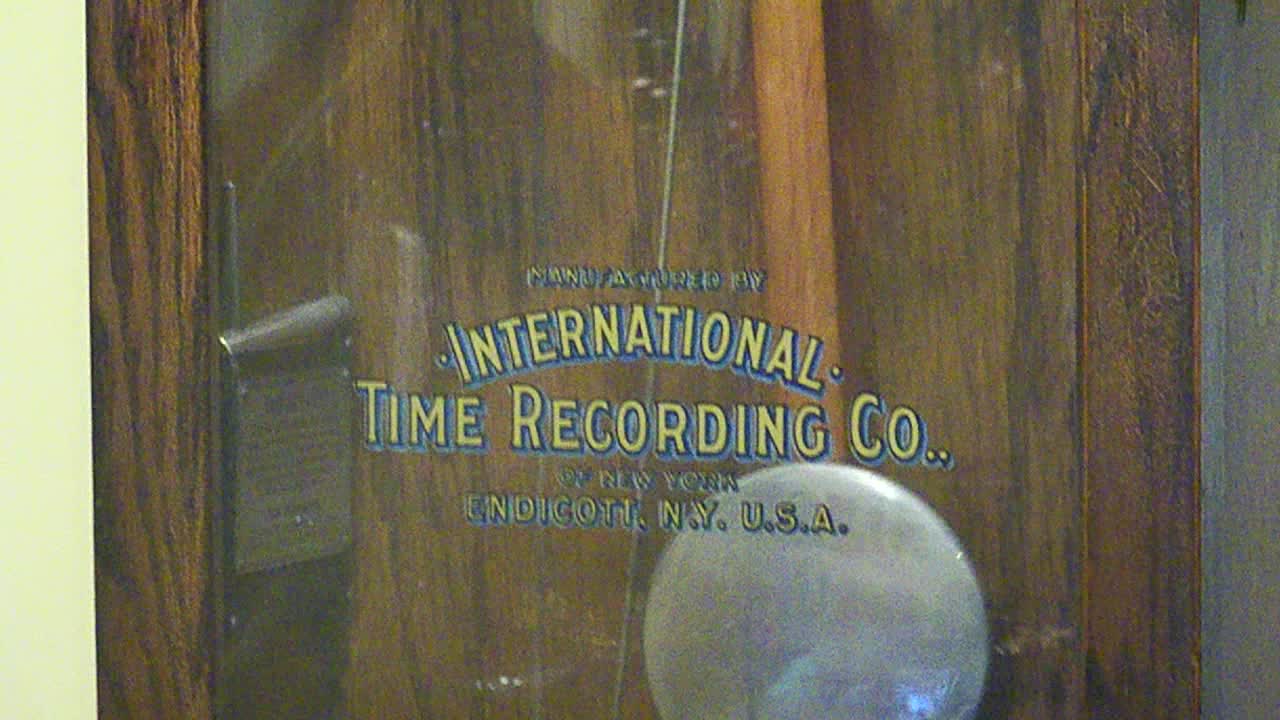 MANUFACTURED BY
·INTERNATIONAL·
TIME RECORDING CO.,
OF NEW YORK
ENDICOTT, N.Y. U.S.A.